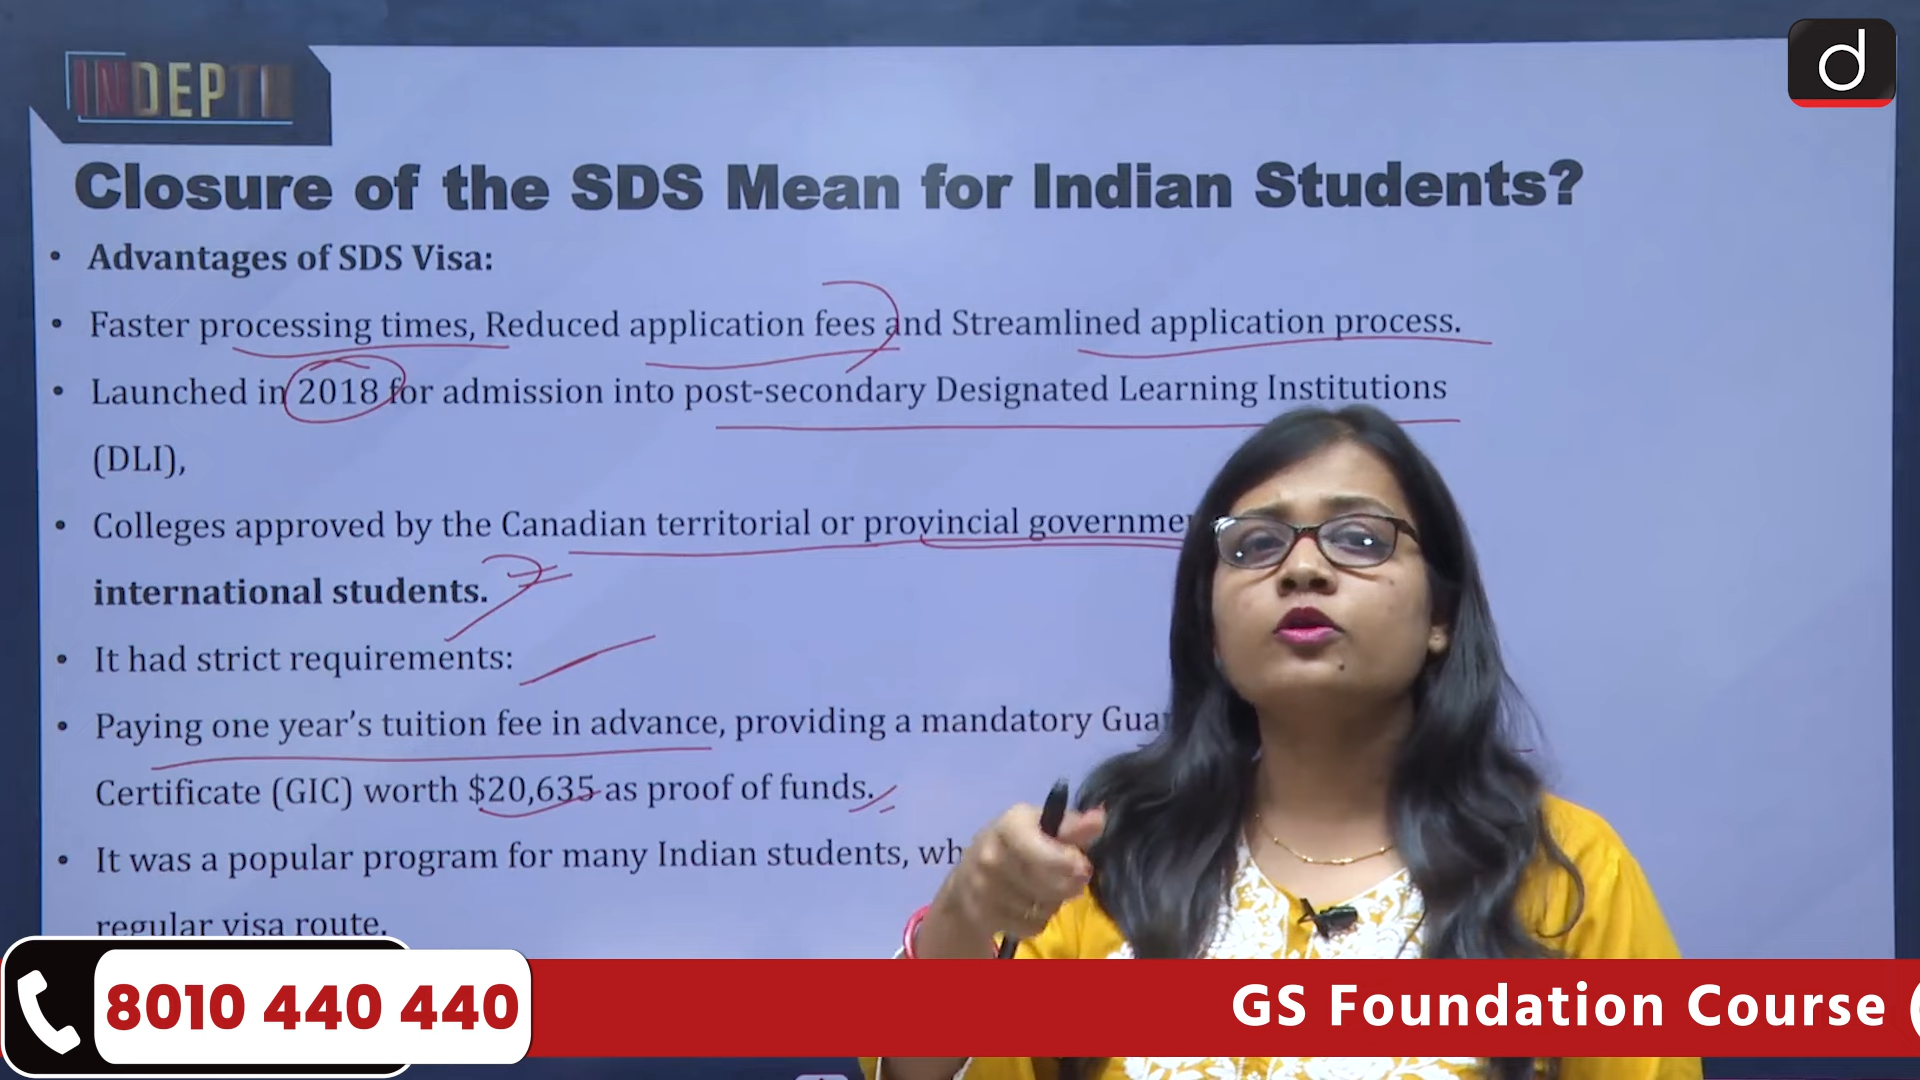 INDEPTH
d
Closure of the SDS Mean for Indian Students?
• Advantages of SDS Visa:
• Faster processing times, Reduced application fees and Streamlined application process.
• Launched in 2018 for admission into post-secondary Designated Learning Institutions
(DLI),
• Colleges approved by the Canadian territorial or provincial
international students.
• It had strict requirements:
• Paying one year's tuition fee in advance, providing a mandatory
Certificate (GIC) worth $20,635 as proof of funds.
• It was a popular program for many Indian students,
regular visa route.
8010 440 440
GS Foundation Course (